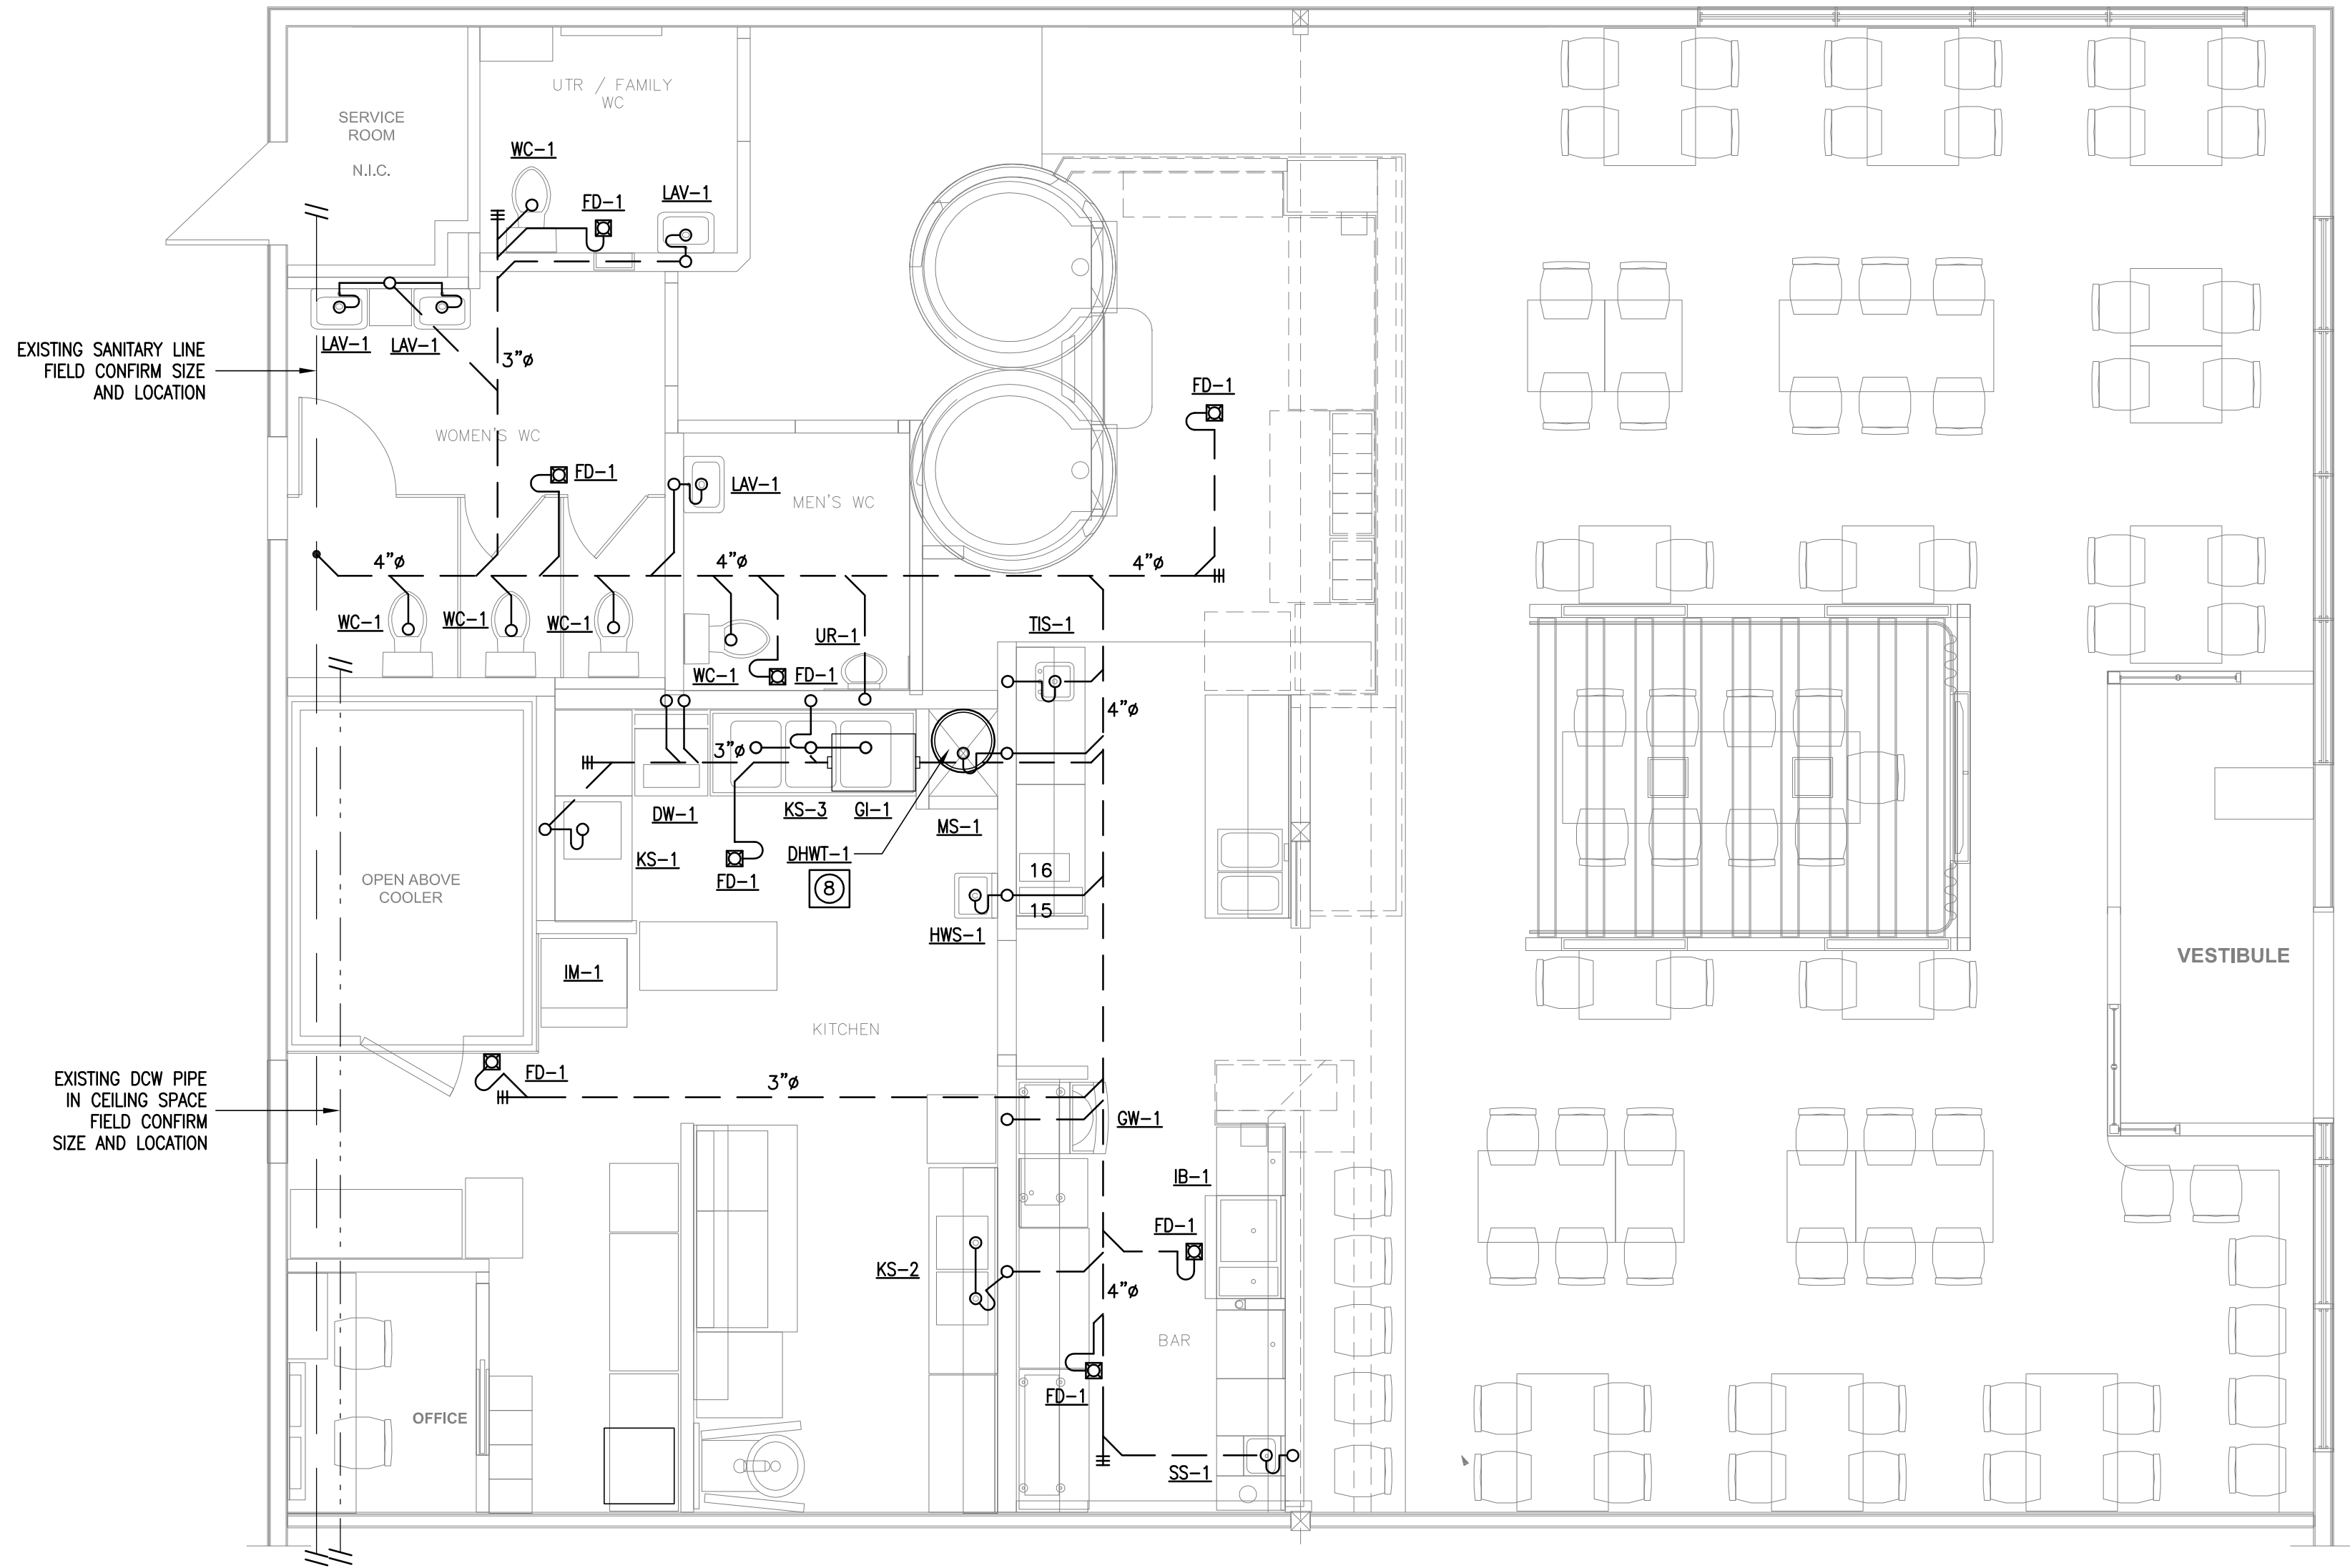 UTR / FAMILY
WC
SERVICE
ROOM
N.I.C.
WC-1
FD-1
LAV-1
EXISTING SANITARY LINE
FIELD CONFIRM SIZE
AND LOCATION
LAV-1
LAV-1
3"ø
FD-1
WOMEN'S WC
FD-1
LAV-1
MEN'S WC
4"ø
4"ø
4"ø
WC-1
WC-1
WC-1
UR-1
TIS-1
WC-1
FD-1
4"ø
3"ø
DW-1
KS-3
GI-1
MS-1
KS-1
DHWT-1
FD-1
8
16
15
OPEN ABOVE
COOLER
HWS-1
IM-1
VESTIBULE
KITCHEN
EXISTING DCW PIPE
IN CEILING SPACE
FIELD CONFIRM
SIZE AND LOCATION
FD-1
3"ø
GW-1
IB-1
FD-1
KS-2
4"ø
BAR
FD-1
OFFICE
SS-1